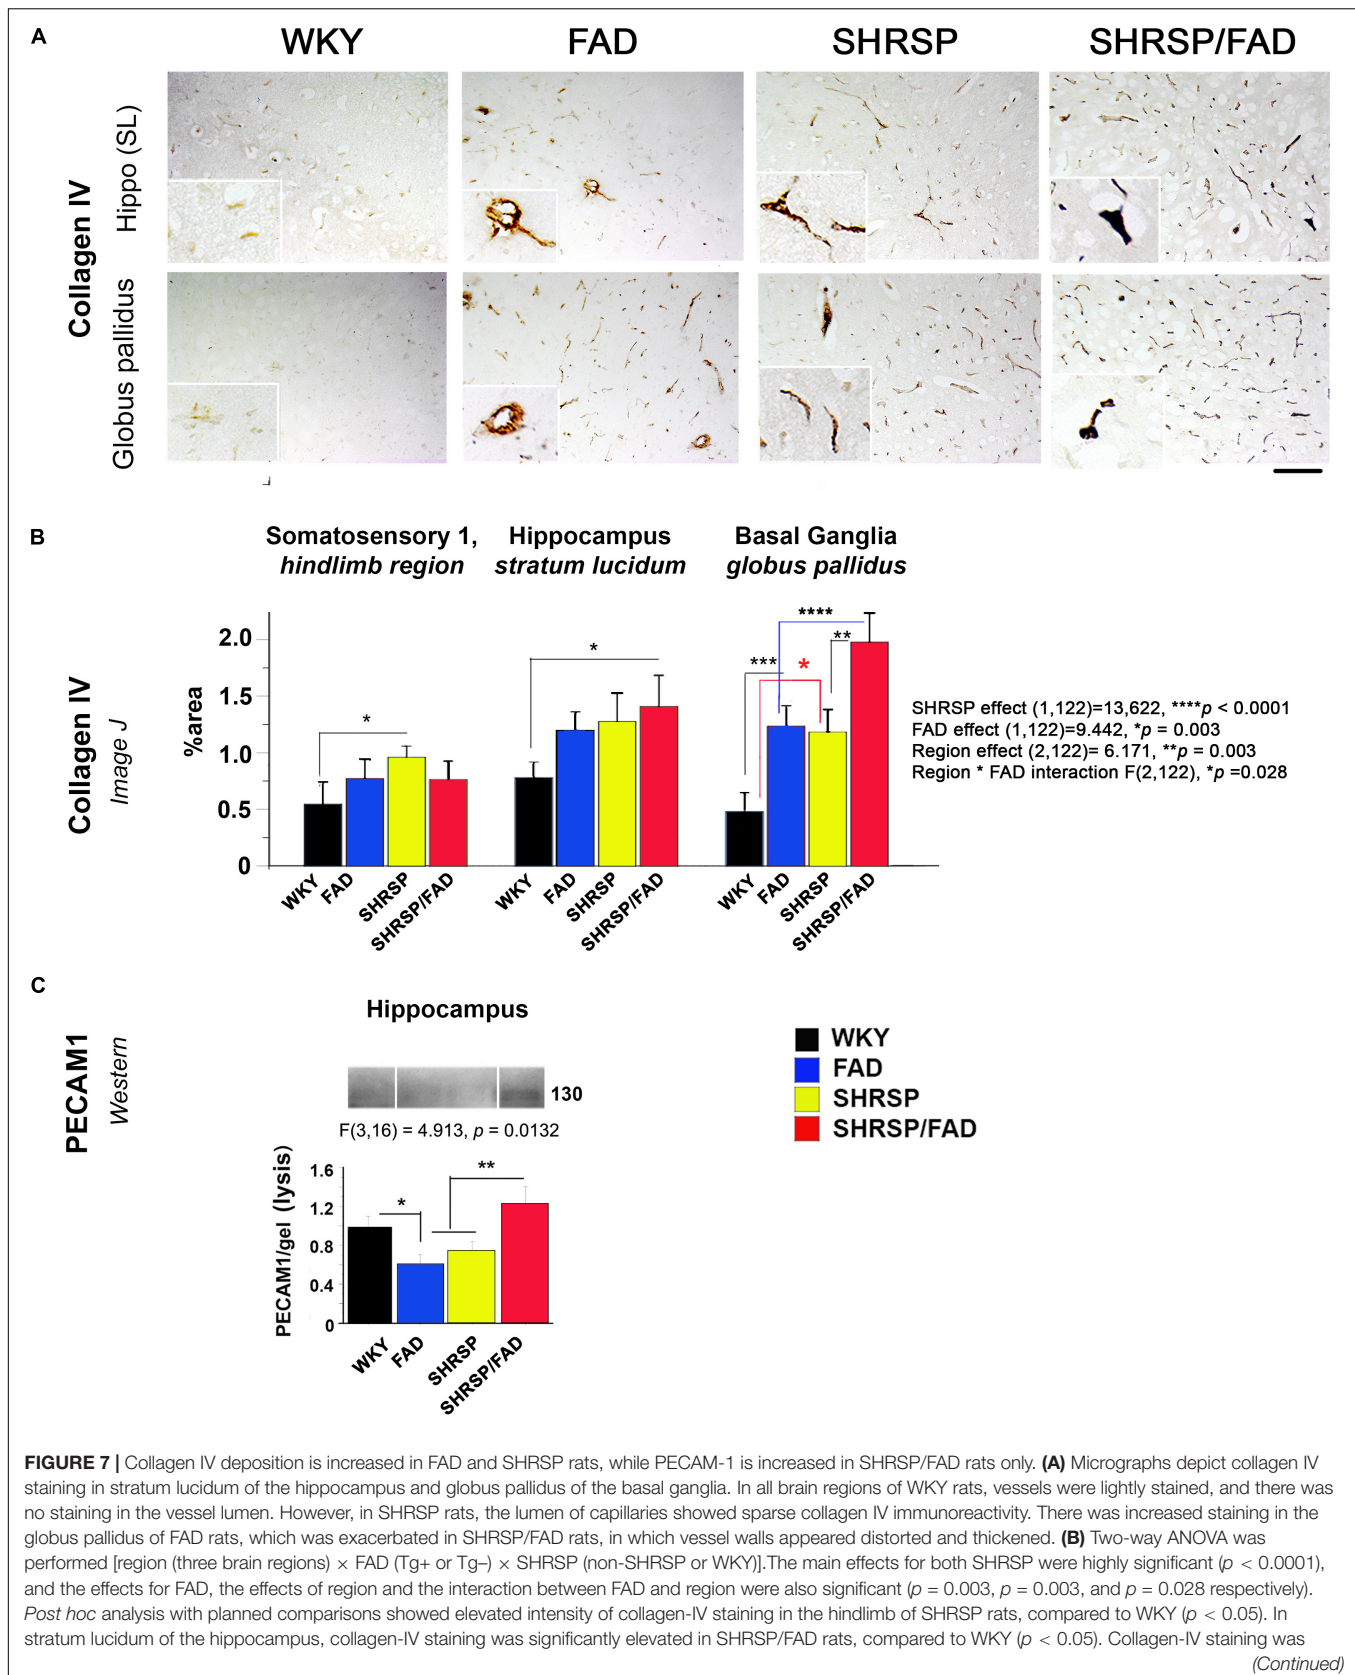 A
WKY
FAD
SHRSP
SHRSP/FAD
Collagen IV
Hippo (SL)
Globus pallidus
B
Somatosensory 1,
hindlimb region
Hippocampus
stratum lucidum
Basal Ganglia
globus pallidus
Collagen IV
Image J
%area
2.0
1.5
1.0
0.5
0
*
*
***
*
****
**
WKY
FAD
SHRSP
SHRSP/FAD
WKY
FAD
SHRSP
SHRSP/FAD
WKY
FAD
SHRSP
SHRSP/FAD
SHRSP effect (1,122)=13,622, ****p < 0.0001
FAD effect (1,122)=9.442, *p = 0.003
Region effect (2,122)= 6.171, **p = 0.003
Region * FAD interaction F(2,122), *p =0.028
C
PECAM1
Western
Hippocampus
130
F(3,16) = 4.913, p = 0.0132
PECAM1/gel (lysis)
1.6
1.2
0.8
0.4
0
*
**
WKY
FAD
SHRSP
SHRSP/FAD
WKY
FAD
SHRSP
SHRSP/FAD
FIGURE 7 | Collagen IV deposition is increased in FAD and SHRSP rats, while PECAM-1 is increased in SHRSP/FAD rats only. (A) Micrographs depict collagen IV
staining in stratum lucidum of the hippocampus and globus pallidus of the basal ganglia. In all brain regions of WKY rats, vessels were lightly stained, and there was
no staining in the vessel lumen. However, in SHRSP rats, the lumen of capillaries showed sparse collagen IV immunoreactivity. There was increased staining in the
globus pallidus of FAD rats, which was exacerbated in SHRSP/FAD rats, in which vessel walls appeared distorted and thickened. (B) Two-way ANOVA was
performed [region (three brain regions) × FAD (Tg+ or Tg–) × SHRSP (non-SHRSP or WKY)].The main effects for both SHRSP were highly significant (p < 0.0001),
and the effects for FAD, the effects of region and the interaction between FAD and region were also significant (p = 0.003, p = 0.003, and p = 0.028 respectively).
Post hoc analysis with planned comparisons showed elevated intensity of collagen-IV staining in the hindlimb of SHRSP rats, compared to WKY (p < 0.05). In
stratum lucidum of the hippocampus, collagen-IV staining was significantly elevated in SHRSP/FAD rats, compared to WKY (p < 0.05). Collagen-IV staining was
(Continued)